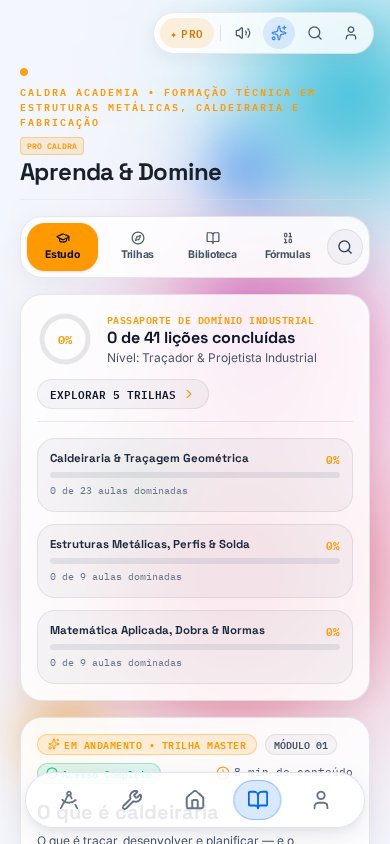 ✦ PRO
CALDRA ACADEMIA • FORMAÇÃO TÉCNICA EM
ESTRUTURAS METÁLICAS, CALDEIRARIA E
FABRICAÇÃO
PRO CALDRA
Aprenda & Domine
Estudo
Trilhas
Biblioteca
Fórmulas
0%
PASSAPORTE DE DOMÍNIO INDUSTRIAL
0 de 41 lições concluídas
Nível: Traçador & Projetista Industrial
EXPLORAR 5 TRILHAS
Caldeiraria & Traçagem Geométrica 0%
0 de 23 aulas dominadas
Estruturas Metálicas, Perfis & Solda 0%
0 de 9 aulas dominadas
Matemática Aplicada, Dobra & Normas 0%
0 de 9 aulas dominadas
EM ANDAMENTO • TRILHA MASTER MÓDULO 01
8 min de conteúdo
O que é caldeiraria
O que é traçar, desenvolver e planificar — e o